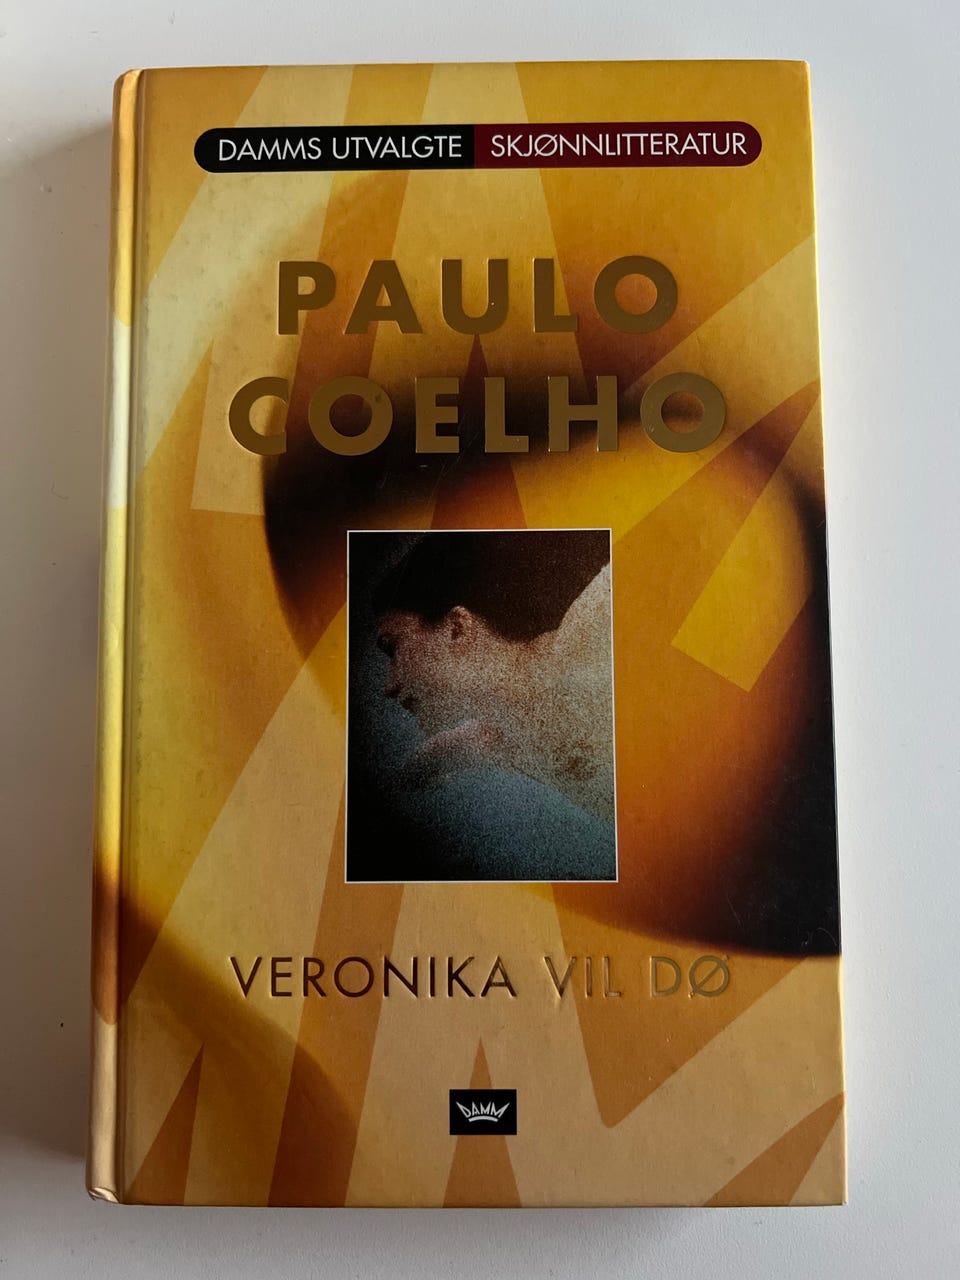 DAMMS UTVALGTE SKJØNNLITTERATUR
PAULO
COELHO
VERONIKA VIL DØ
DAMM